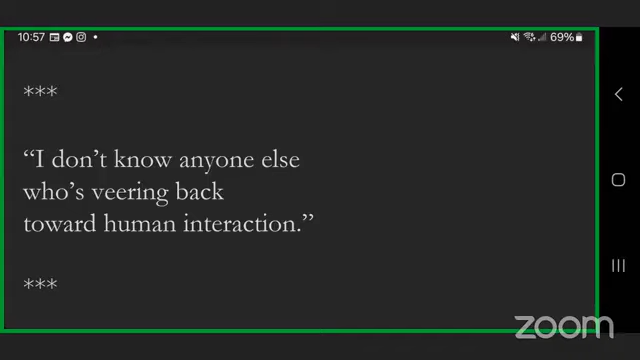 10:57
69%
***
“I don’t know anyone else
who’s veering back
toward human interaction.”
***
zoom